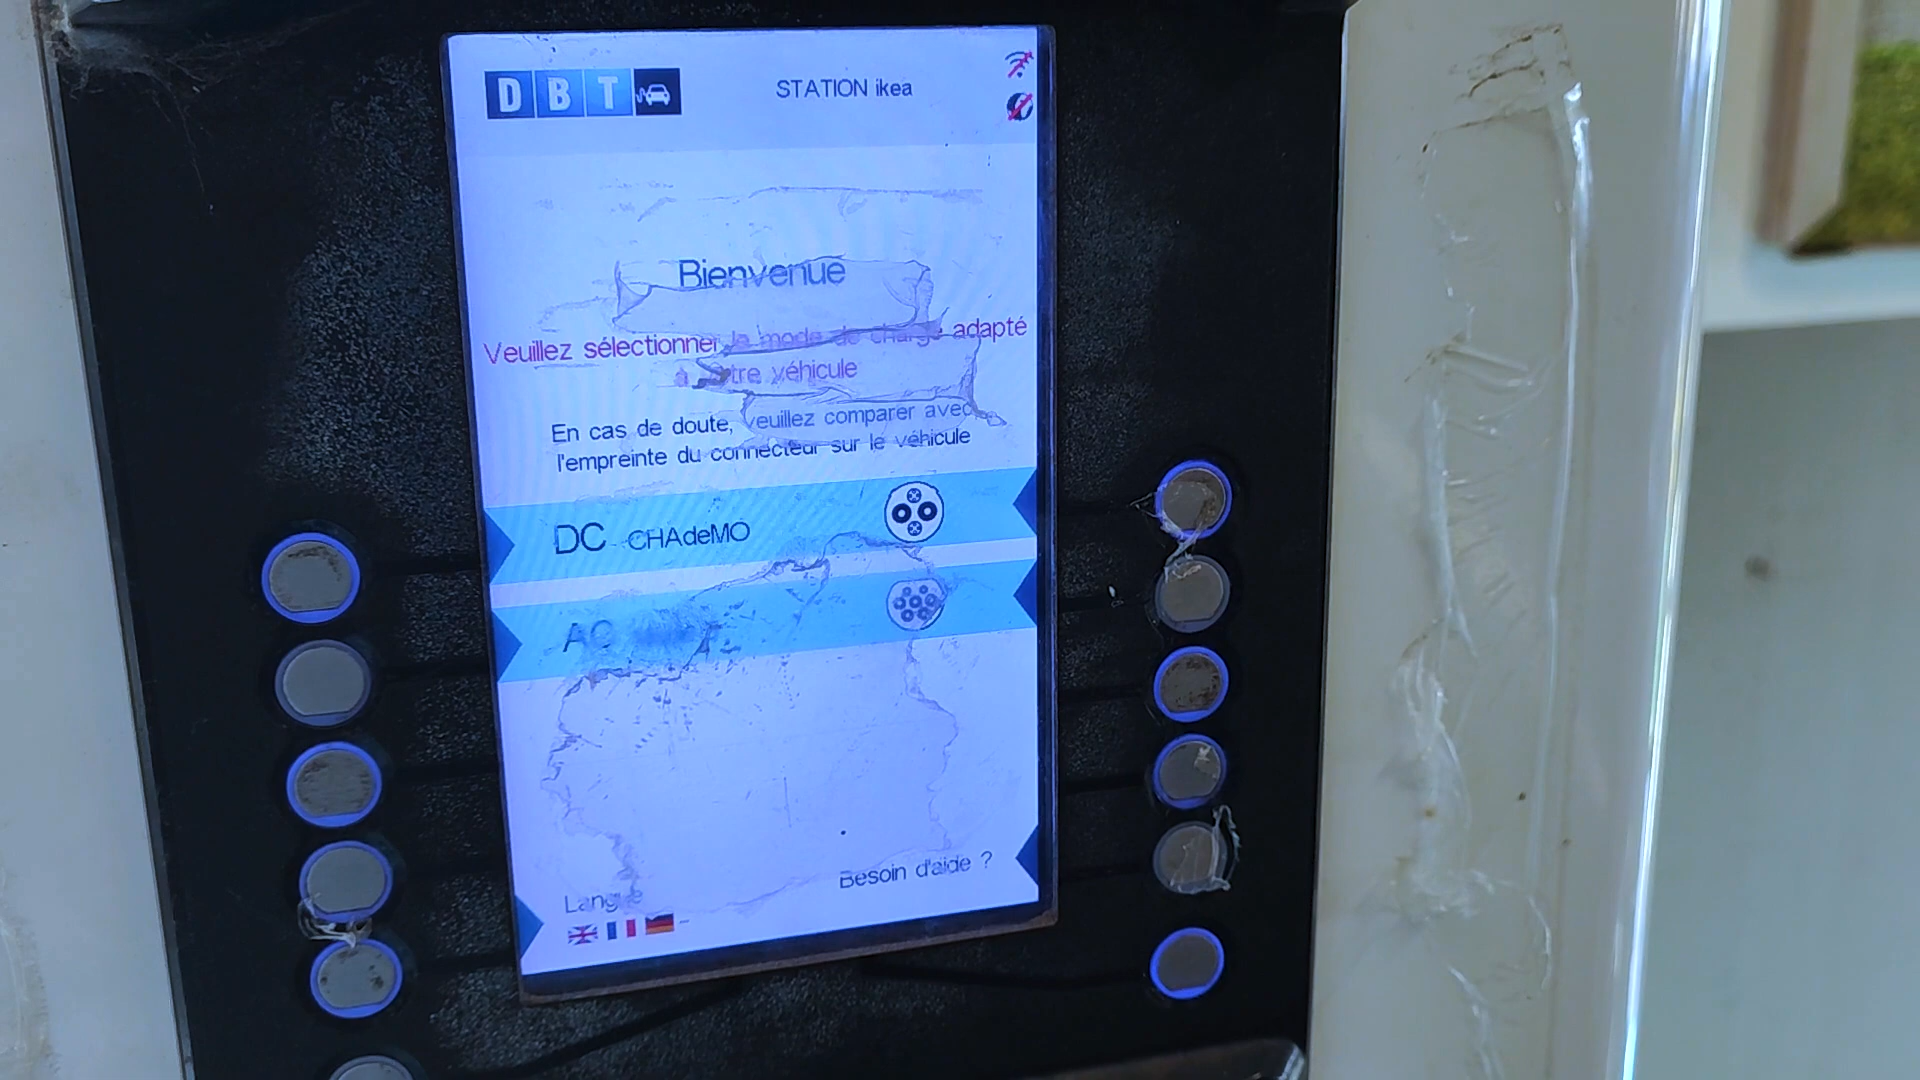 DBT
STATION ikea
Bienvenue
Veuillez sélectionner le mode de charge adapté
à votre véhicule
En cas de doute, veuillez comparer avec
l'empreinte du connecteur sur le véhicule
DC CHAdeMO
AC
Besoin d'aide ?
Langue